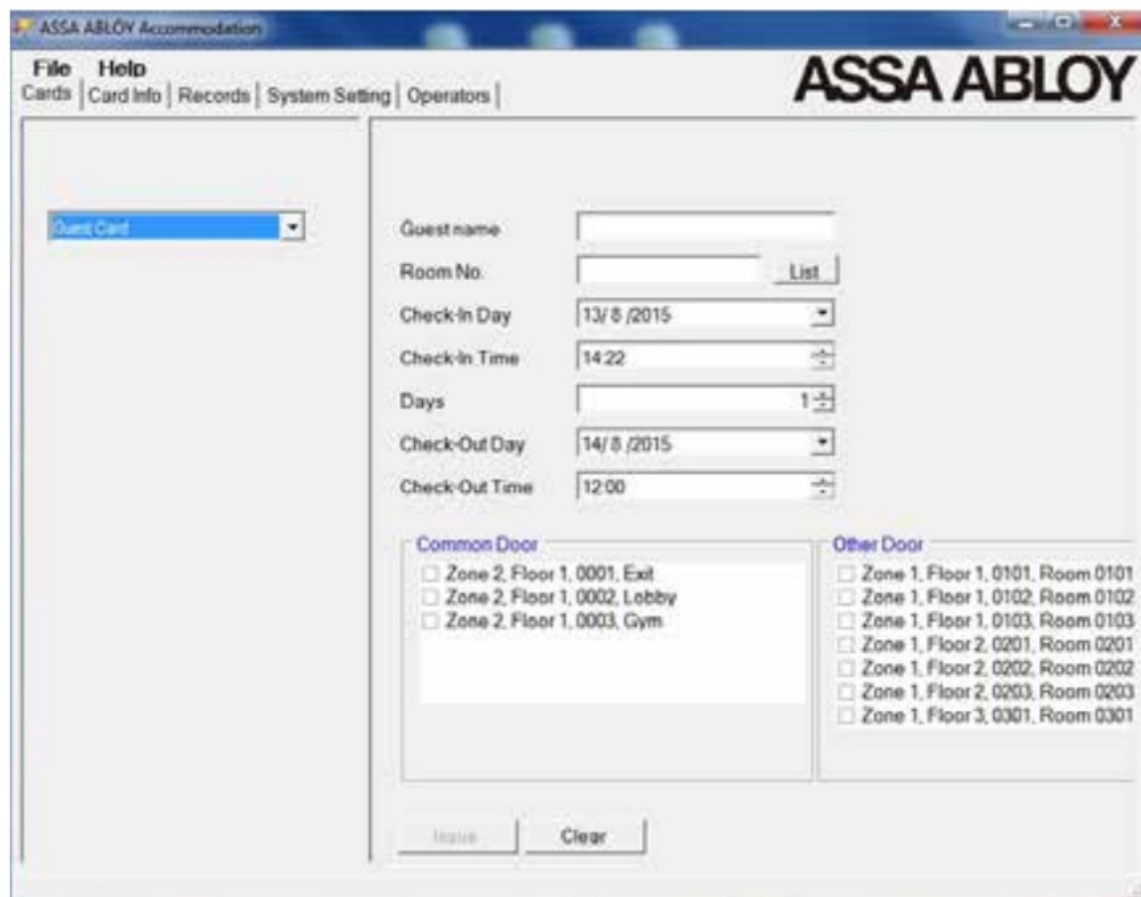 ASSA ABLOY Accommodation
File Help
ASSA ABLOY
Cards Card Info Records System Setting Operators
Guest Card
Guest name
Room No. List
Check-In Day 13/ 8 /2015
Check-In Time 14:22
Days 1
Check-Out Day 14/ 8 /2015
Check-Out Time 12:00
Common Door
Zone 2, Floor 1, 0001, Exit
Zone 2, Floor 1, 0002, Lobby
Zone 2, Floor 1, 0003, Gym
Other Door
Zone 1, Floor 1, 0101, Room 0101
Zone 1, Floor 1, 0102, Room 0102
Zone 1, Floor 1, 0103, Room 0103
Zone 1, Floor 2, 0201, Room 0201
Zone 1, Floor 2, 0202, Room 0202
Zone 1, Floor 2, 0203, Room 0203
Zone 1, Floor 3, 0301, Room 0301
Issue Clear